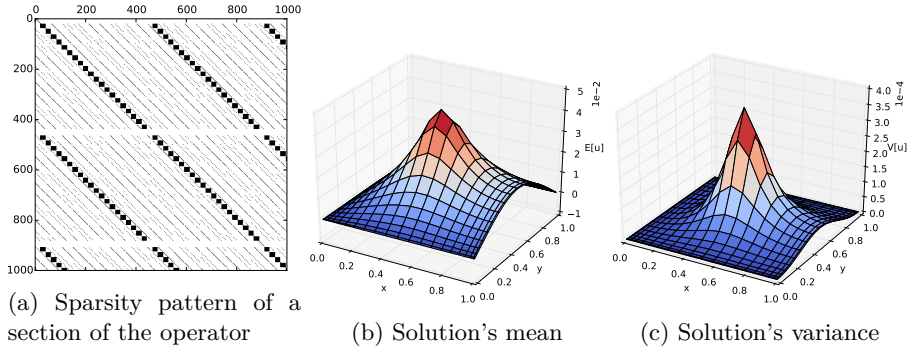 0 200 400 600 800 1000
0
200
400
600
800
1000
(a) Sparsity pattern of a
section of the operator
1e−2
5
4
3
2
1
0
−1
E[u]
0.0 0.2 0.4 0.6 0.8 1.0
x
0.0 0.2 0.4 0.6 0.8 1.0
y
(b) Solution's mean
1e−4
4.0
3.5
3.0
2.5
2.0
1.5
1.0
0.5
0.0
V[u]
0.0 0.2 0.4 0.6 0.8 1.0
x
0.0 0.2 0.4 0.6 0.8 1.0
y
(c) Solution's variance